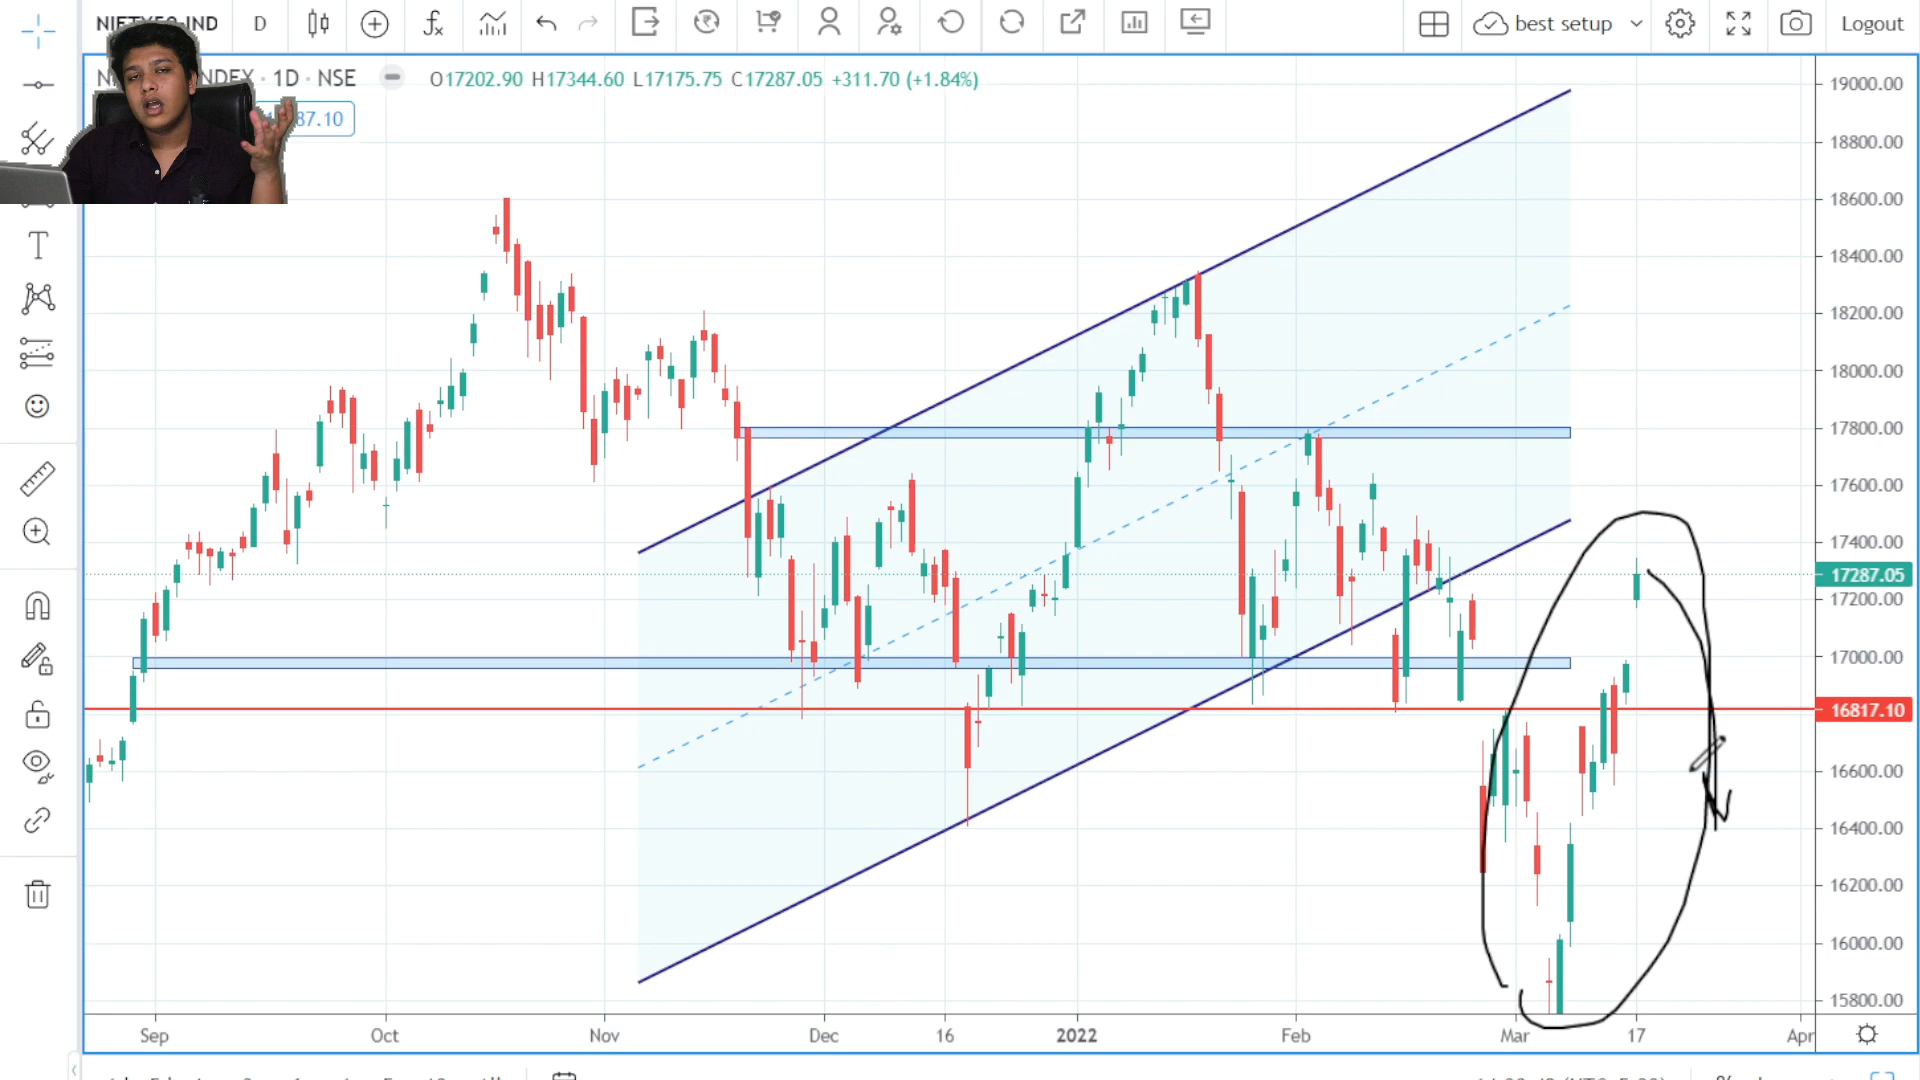 D
best setup
Logout
INDEX · 1D · NSE
O17202.90 H17344.60 L17175.75 C17287.05 +311.70 (+1.84%)
87.10
19000.00
18800.00
18600.00
18400.00
18200.00
18000.00
17800.00
17600.00
17400.00
17287.05
17200.00
17000.00
16817.10
16600.00
16400.00
16200.00
16000.00
15800.00
Sep
Oct
Nov
Dec
16
2022
Feb
Mar
17
Apr